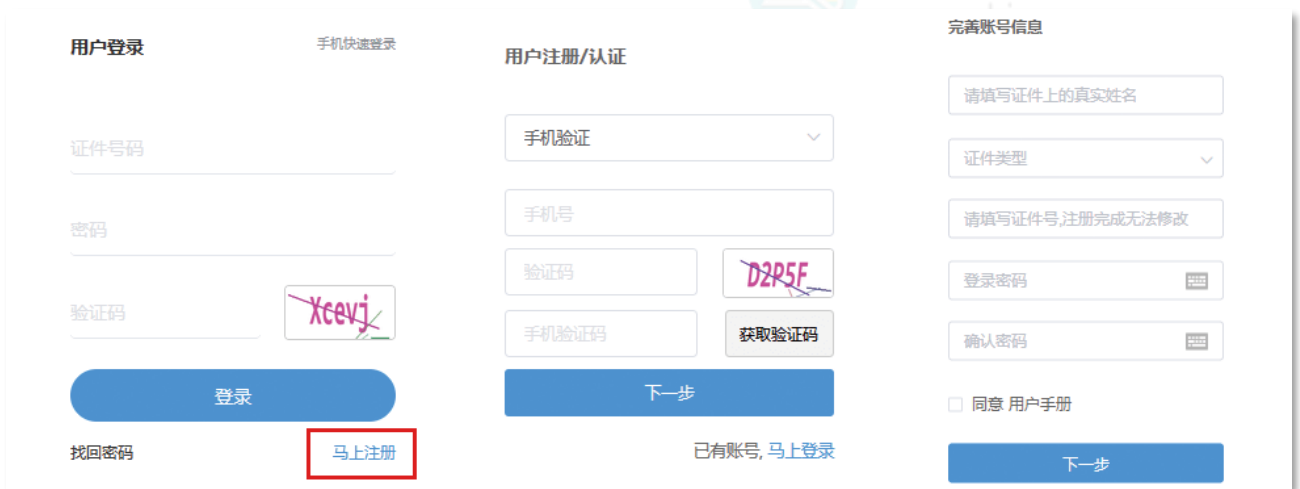 用户登录
手机快速登录
证件号码
密码
验证码
Xcevj
登录
找回密码
马上注册
用户注册/认证
手机验证
手机号
验证码
D2P5F
手机验证码
获取验证码
下一步
已有账号, 马上登录
完善账号信息
请填写证件上的真实姓名
证件类型
请填写证件号,注册完成无法修改
登录密码
确认密码
同意 用户手册
下一步